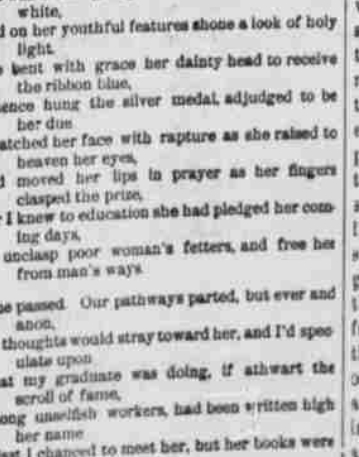 white,
d on her youthful features shone a look of holy
light.
bent with grace her dainty head to receive
the ribbon blue,
ence hung the silver medal, adjudged to be
her due
atched her face with rapture as she raised to
heaven her eyes,
d moved her lips in prayer as her fingers
clasped the prize,
I knew to education she had pledged her com-
ing days,
unclasp poor woman's fetters, and free her
from man's ways
e passed. Our pathways parted, but ever and
anon,
thoughts would stray toward her, and I'd spec
ulate upon
at my graduate was doing, if athwart the
scroll of fame,
ong unselfish workers, had been written high
her name
ast I chanced to meet her, but her books were